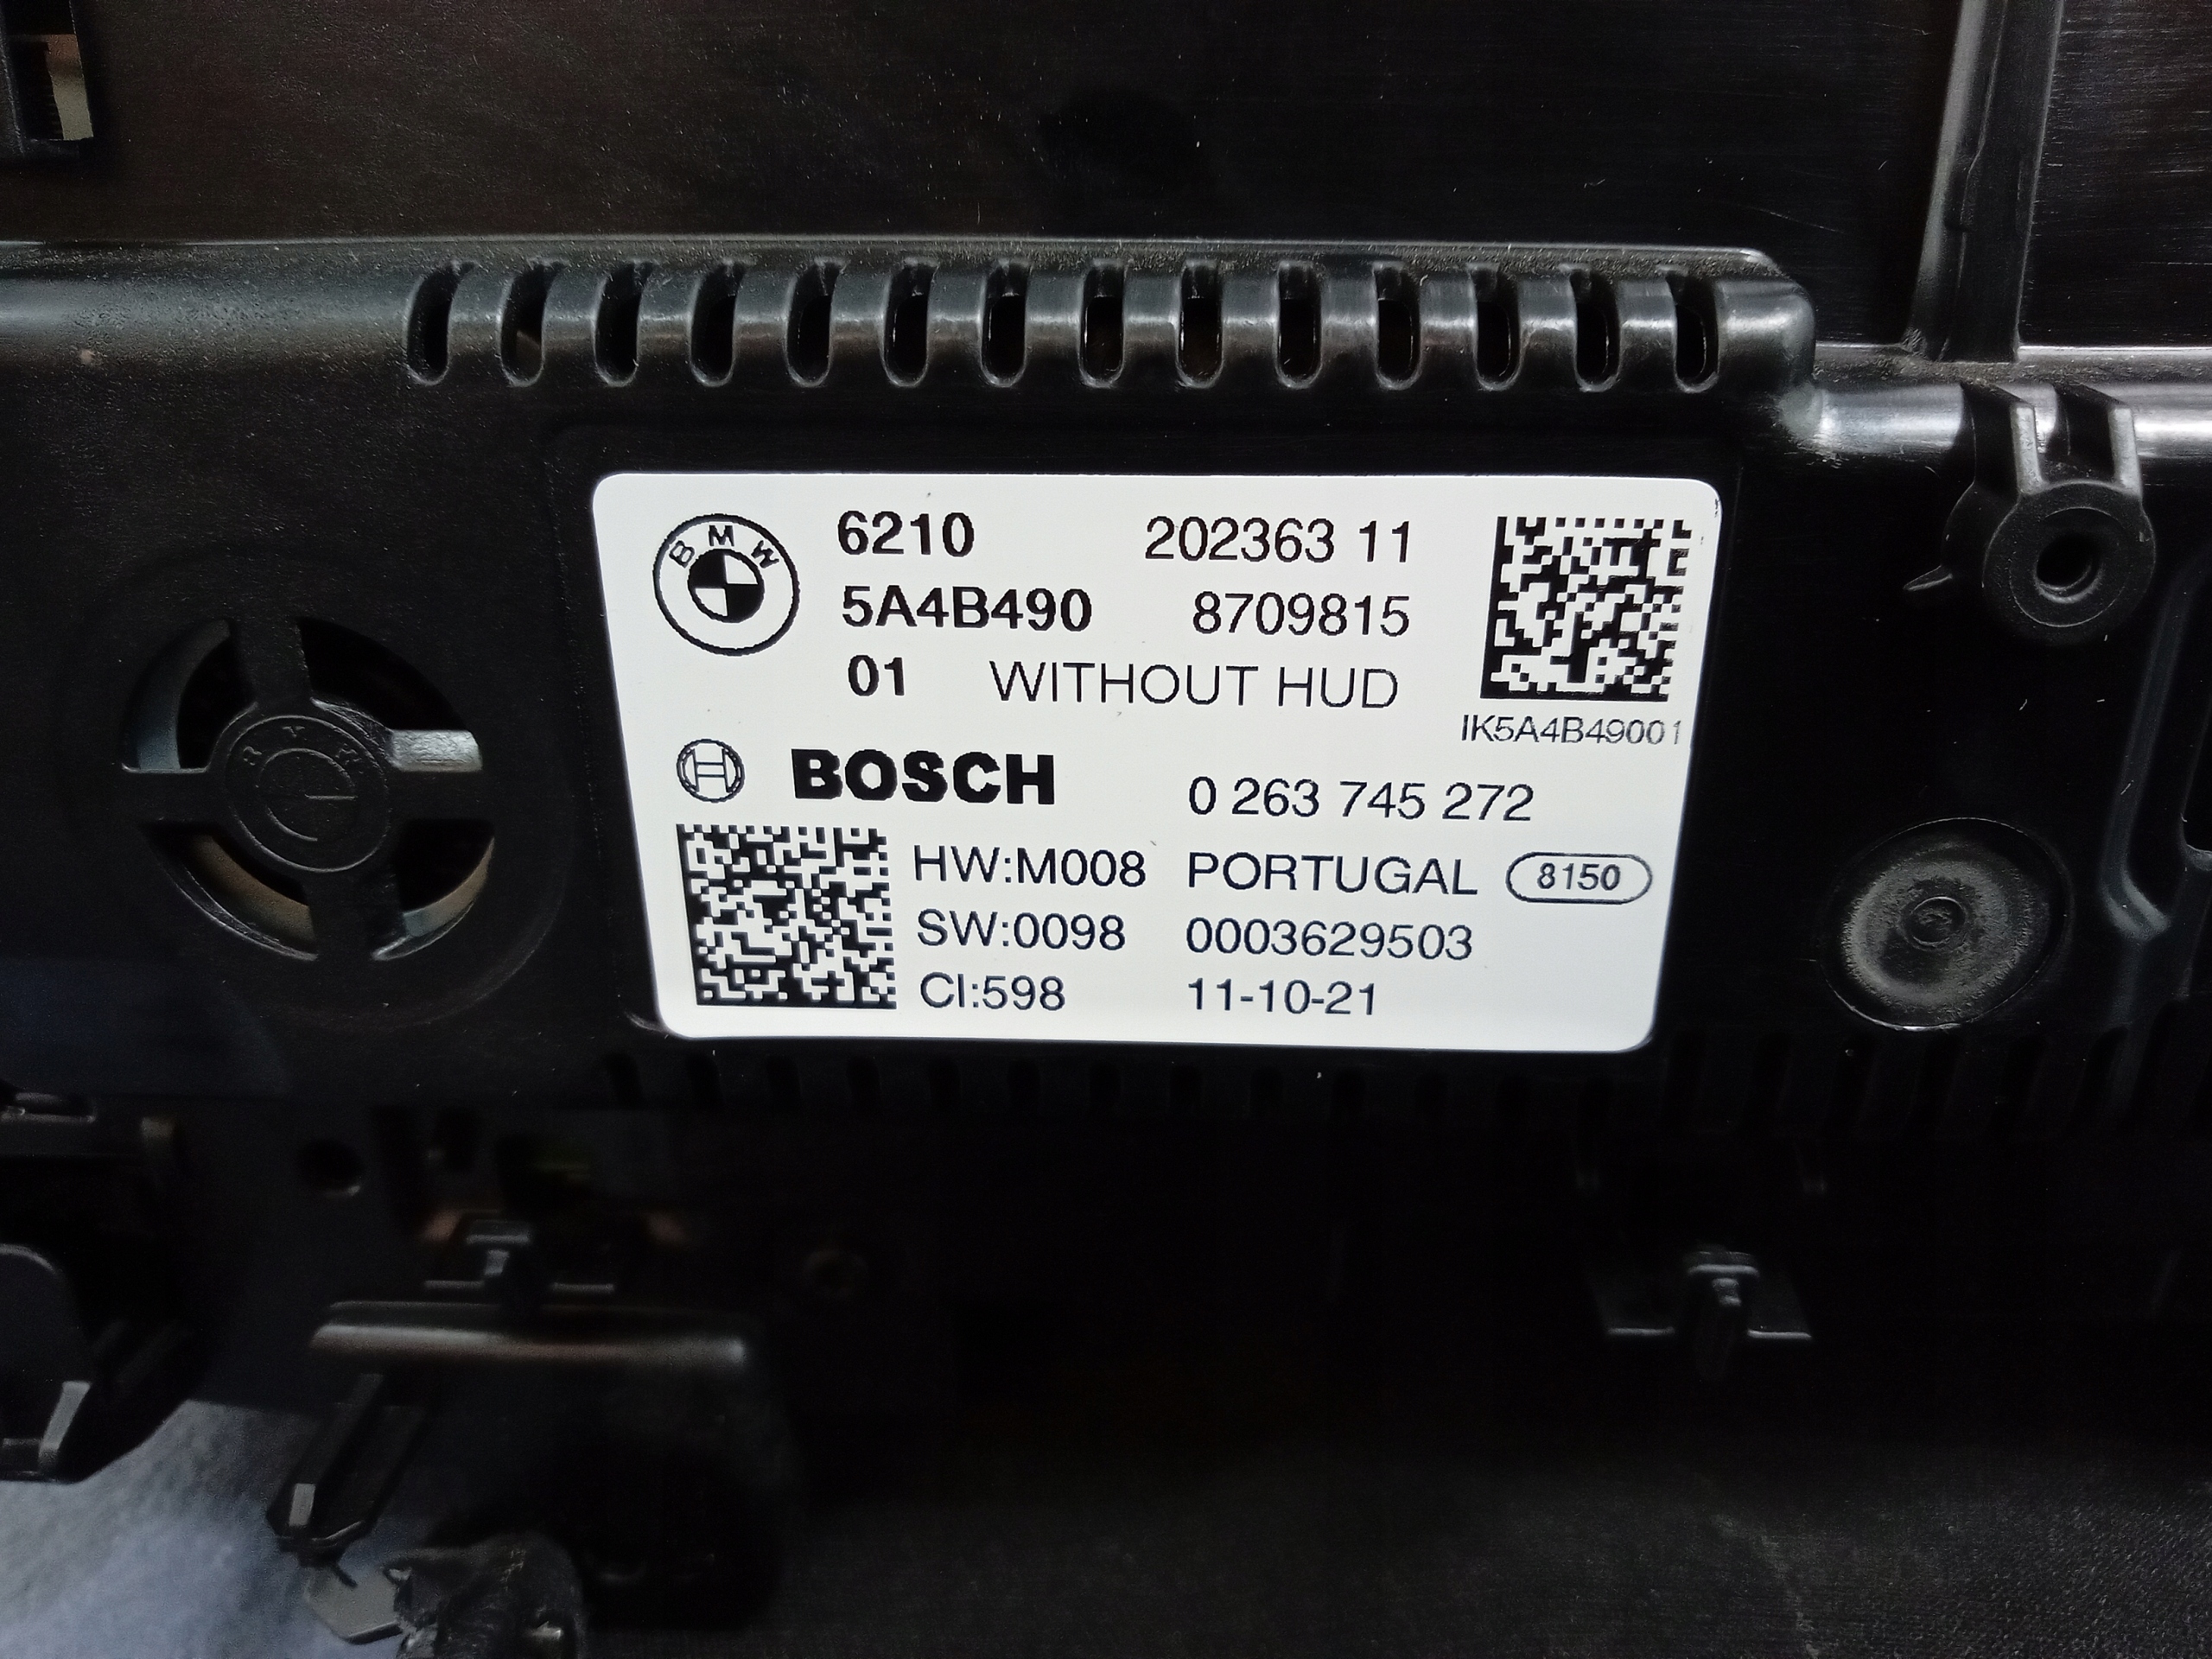 BMW
6210 202363 11
5A4B490 8709815
01 WITHOUT HUD
IK5A4B49001
BOSCH 0 263 745 272
HW:M008 PORTUGAL 8150
SW:0098 0003629503
CI:598 11-10-21